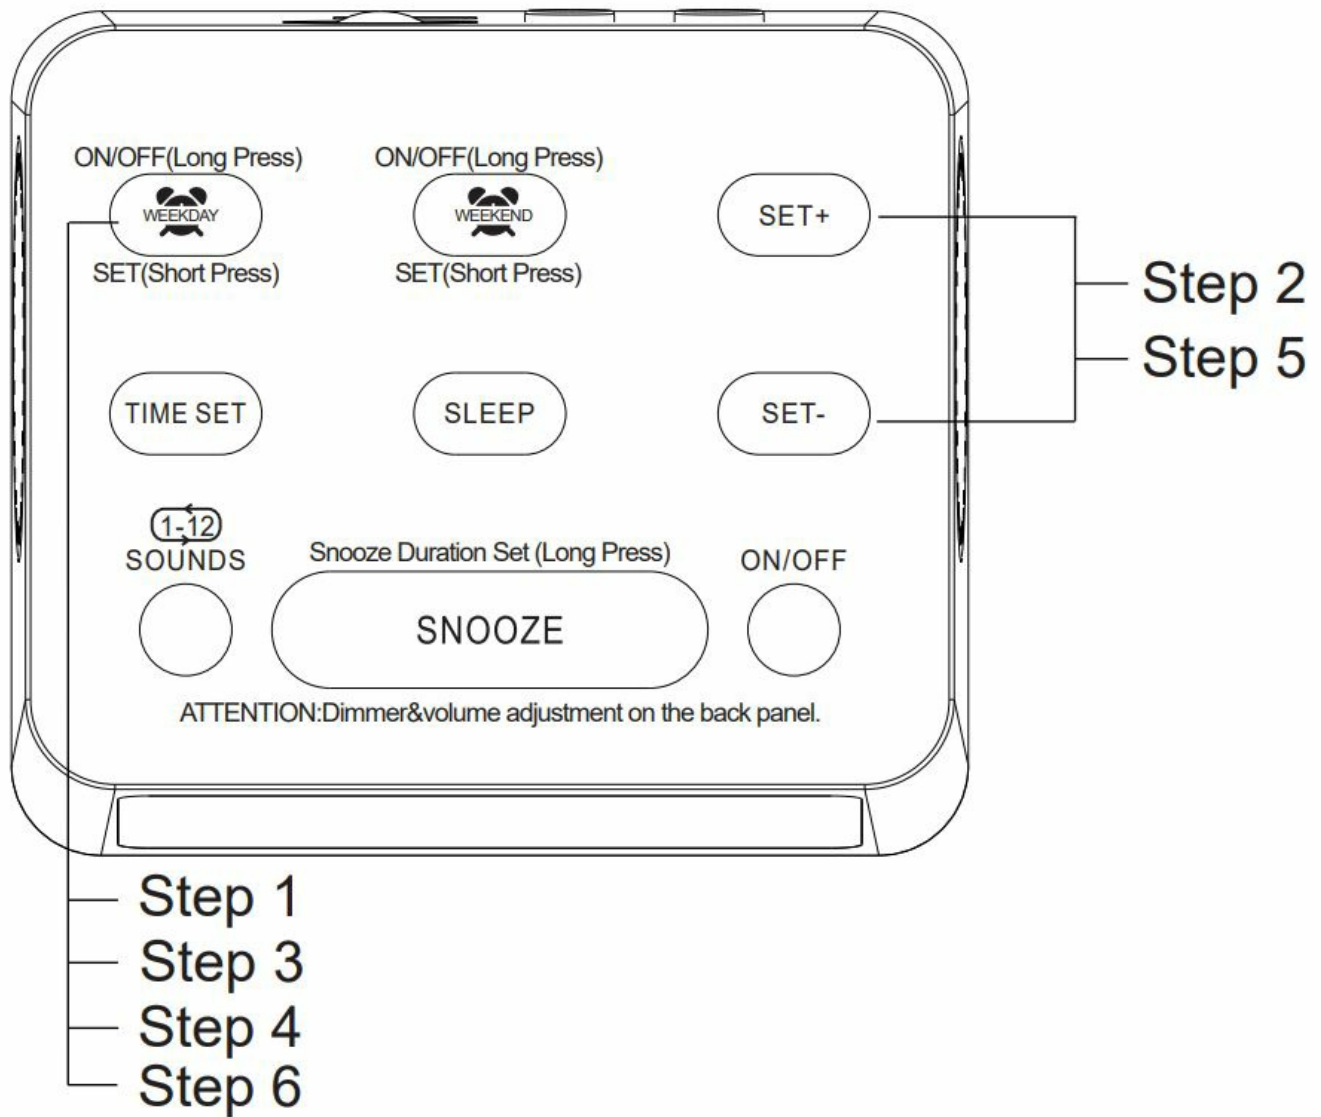 ON/OFF(Long Press)
ON/OFF(Long Press)
WEEKDAY
WEEKEND
SET+
SET(Short Press)
SET(Short Press)
Step 2
Step 5
TIME SET
SLEEP
SET-
1-12
SOUNDS
Snooze Duration Set (Long Press)
ON/OFF
SNOOZE
ATTENTION:Dimmer&volume adjustment on the back panel.
Step 1
Step 3
Step 4
Step 6